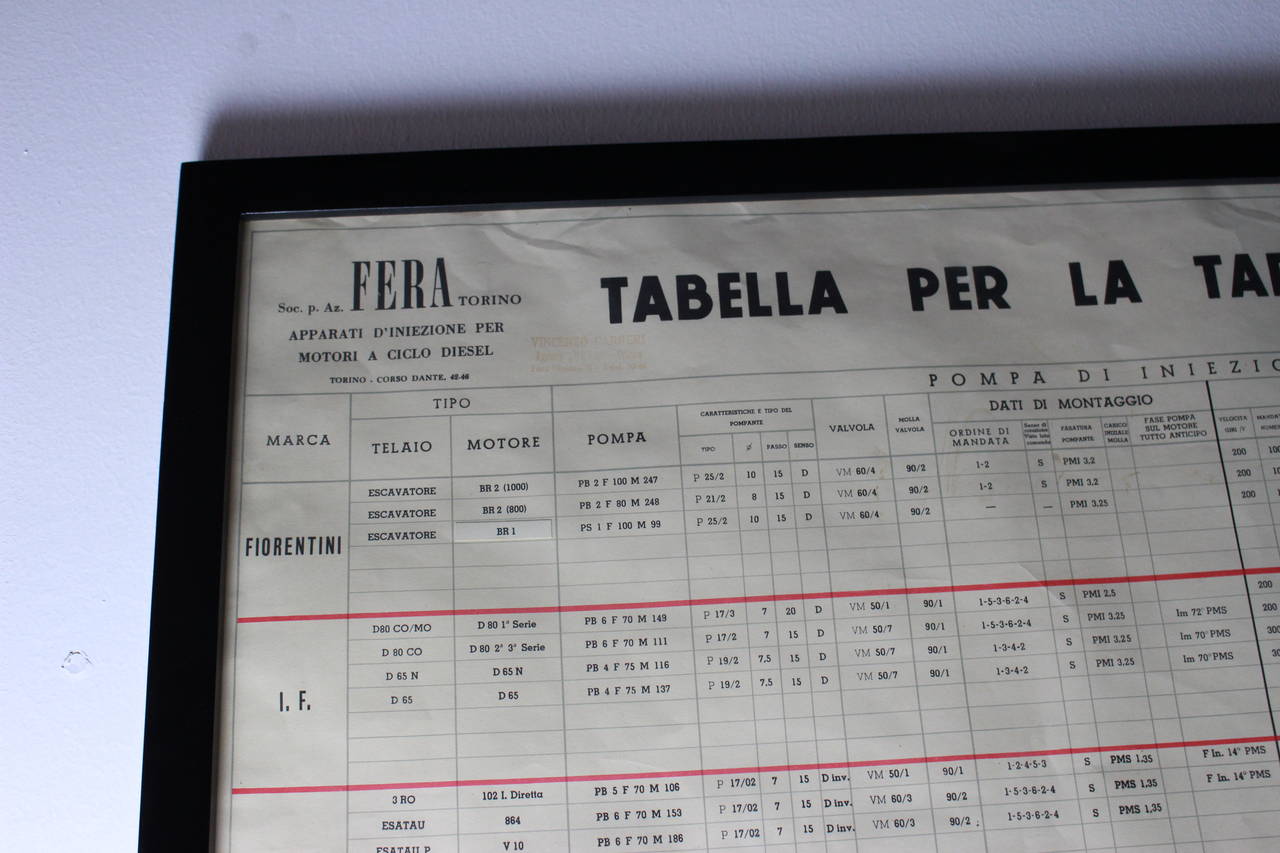 Soc. p. Az. FERA TORINO
APPARATI D'INIEZIONE PER
MOTORI A CICLO DIESEL
TORINO - CORSO DANTE, 42-46
TABELLA PER LA
VINCENZO
POMPA DI
MARCA
TIPO
TELAIO MOTORE
POMPA
CARATTERISTICHE E TIPO DEL
POMPANTE
TIPO Ø PASSO SENSO
VALVOLA
MOLLA
VALVOLA
DATI DI MONTAGGIO
ORDINE DI
MANDATA
Senso di
FASATURA
POMPANTE
CARICO
INIZIALE
MOLLA
FASE POMPA
SUL MOTORE
TUTTO ANTICIPO
VELOCITA
FIORENTINI
ESCAVATORE BR 2 (1000) PB 2 F 100 M 247 P 25/2 10 15 D VM 60/4 90/2 1-2 S PMI 3,2 200
ESCAVATORE BR 2 (800) PB 2 F 80 M 248 P 21/2 8 15 D VM 60/4 90/2 1-2 S PMI 3,2 200
ESCAVATORE BR 1 PS 1 F 100 M 99 P 25/2 10 15 D VM 60/4 90/2 — — PMI 3,25 200
I. F.
D80 CO/MO D 80 1ª Serie PB 6 F 70 M 149 P 17/3 7 20 D VM 50/1 90/1 1-5-3-6-2-4 S PMI 2,5 200
D 80 CO D 80 2ª 3ª Serie PB 6 F 70 M 111 P 17/2 7 15 D VM 50/7 90/1 1-5-3-6-2-4 S PMI 3,25 Im 72° PMS 200
D 65 N D 65 N PB 4 F 75 M 116 P 19/2 7,5 15 D VM 50/7 90/1 1-3-4-2 S PMI 3,25 Im 70° PMS
D 65 D 65 PB 4 F 75 M 137 P 19/2 7,5 15 D VM 50/7 90/1 1-3-4-2 S PMI 3,25 Im 70° PMS
3 RO 102 I. Diretta PB 5 F 70 M 106 P 17/02 7 15 D inv. VM 50/1 90/1 1-2-4-5-3 S PMS 1,35 F In. 14° PMS
ESATAU 864 PB 6 F 70 M 153 P 17/02 7 15 D inv. VM 60/3 90/2 1-5-3-6-2-4 S PMS 1,35 F In. 14° PMS
ESATAU P V 10 PB 6 F 70 M 186 P 17/02 7 15 D inv. VM 60/3 90/2 1-5-3-6-2-4 S PMS 1,35